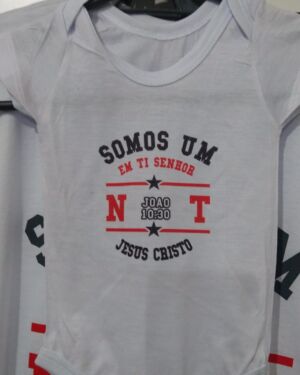 SOMOS UM
EM TI SENHOR
N JOAO T
10:30
JESUS CRISTO